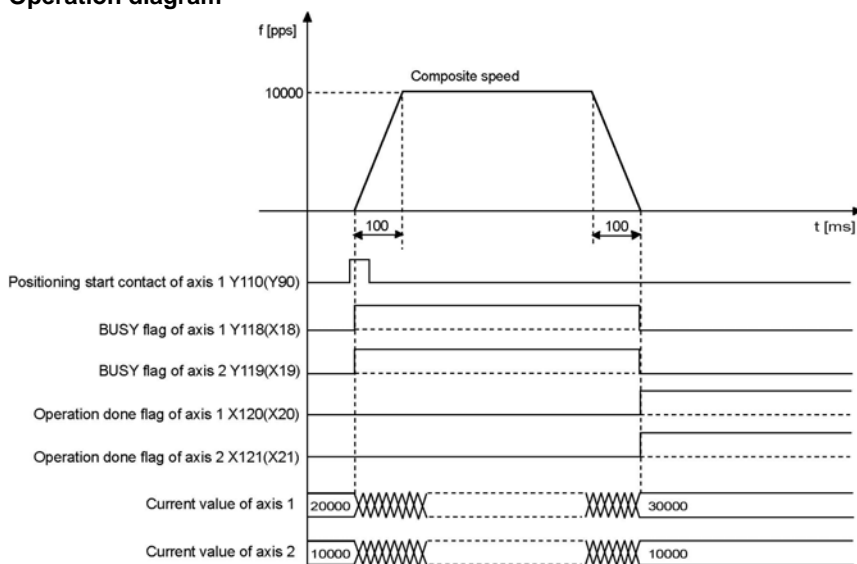 Operation diagram
f [pps]
Composite speed
10000
100
100
t [ms]
Positioning start contact of axis 1 Y110(Y90)
BUSY flag of axis 1 Y118(X18)
BUSY flag of axis 2 Y119(X19)
Operation done flag of axis 1 X120(X20)
Operation done flag of axis 2 X121(X21)
Current value of axis 1
20000
30000
Current value of axis 2
10000
10000